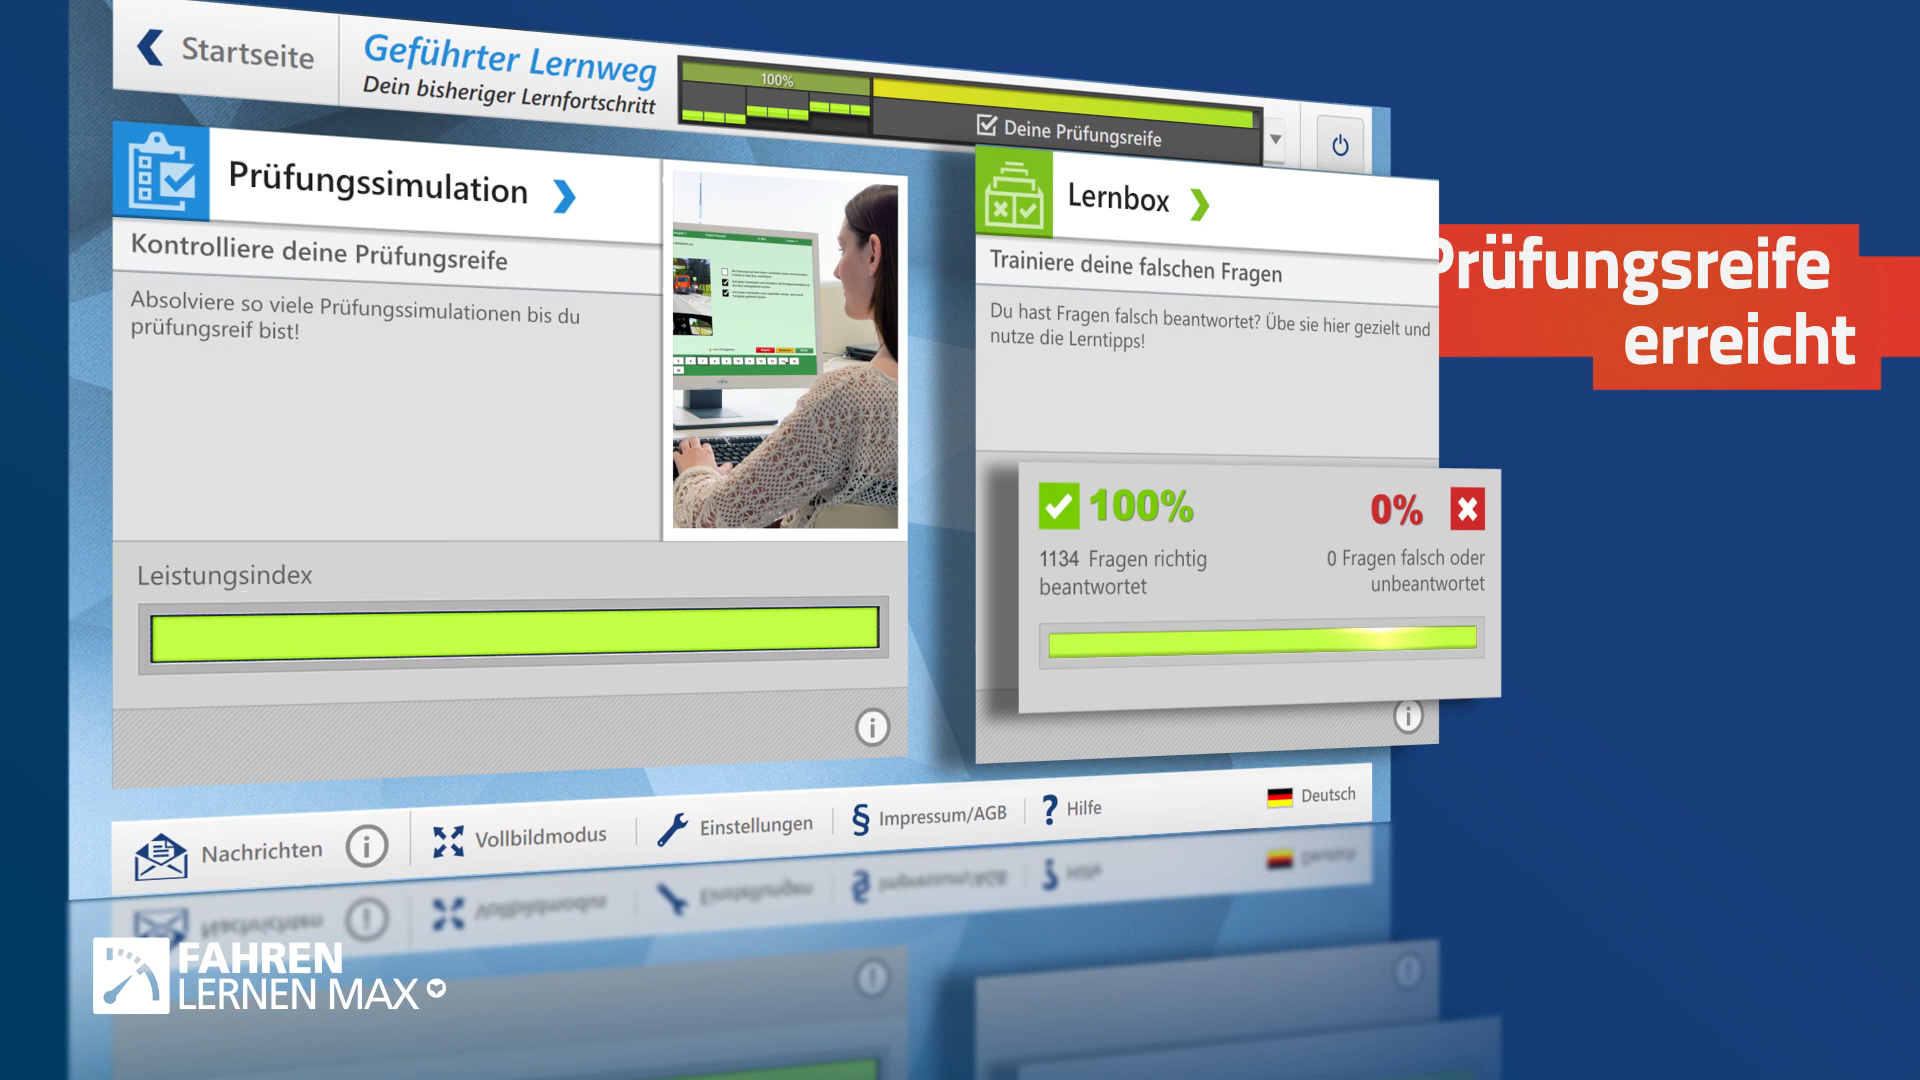 Startseite
Geführter Lernweg
Dein bisheriger Lernfortschritt
100%
Deine Prüfungsreife
Prüfungssimulation
Kontrolliere deine Prüfungsreife
Absolviere so viele Prüfungssimulationen bis du
prüfungsreif bist!
Leistungsindex
Lernbox
Trainiere deine falschen Fragen
Du hast Fragen falsch beantwortet? Übe sie hier gezielt und
nutze die Lerntipps!
100%
1134 Fragen richtig
beantwortet
0%
0 Fragen falsch oder
unbeantwortet
Prüfungsreife
erreicht
Nachrichten
Vollbildmodus
Einstellungen
§ Impressum/AGB
? Hilfe
Deutsch
FAHREN
LERNEN MAX